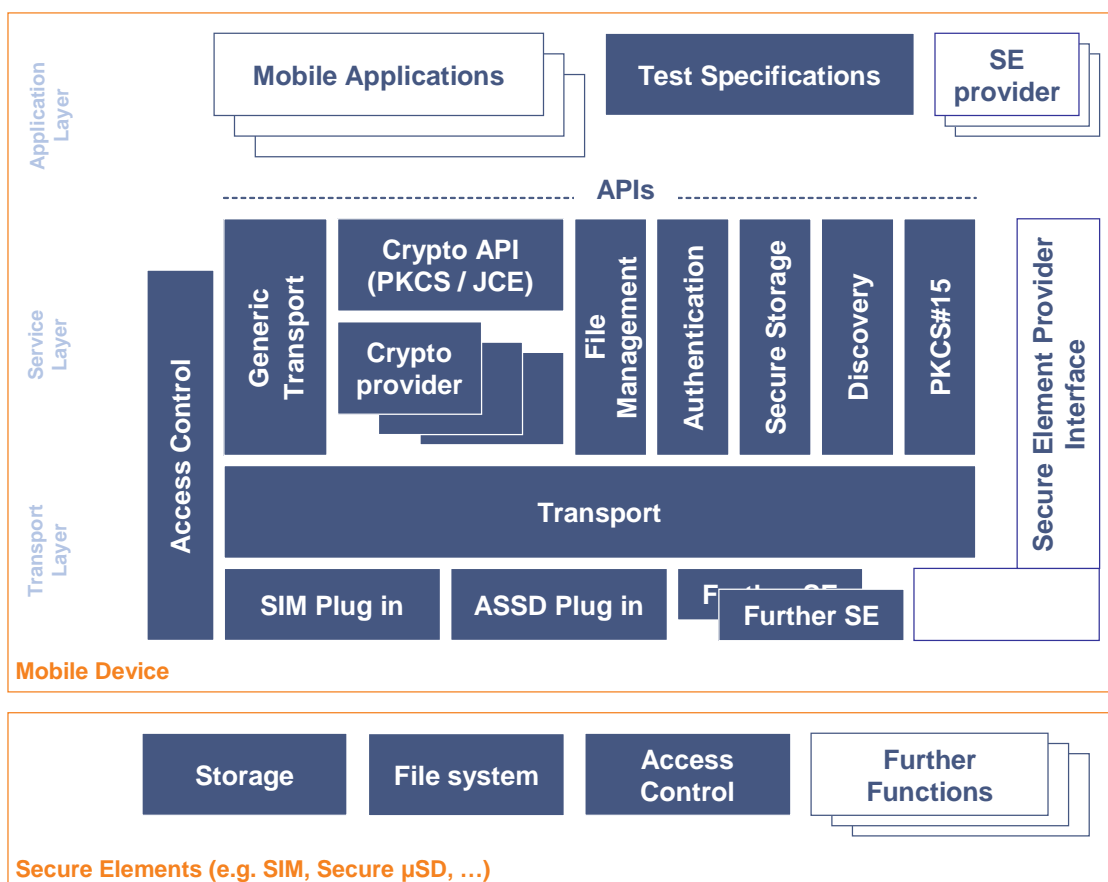 Application
Layer
Mobile Applications
Test Specifications
SE
provider
APIs
Service
Layer
Access Control
Generic
Transport
Crypto API
(PKCS / JCE)
Crypto
provider
File
Management
Authentication
Secure Storage
Discovery
PKCS#15
Secure Element Provider
Interface
Transport
Layer
Transport
SIM Plug in
ASSD Plug in
Further SE
Further SE
Mobile Device
Storage
File system
Access
Control
Further
Functions
Secure Elements (e.g. SIM, Secure µSD, …)